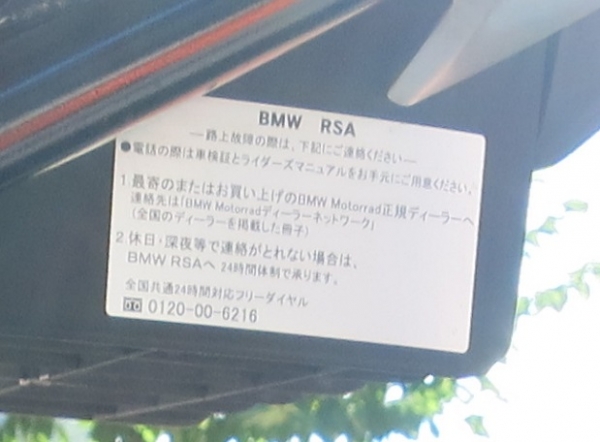 BMW RSA
―路上故障の際は、下記にご連絡ください―
●電話の際は車検証とライダーズマニュアルをお手元にご用意ください。
1.最寄のまたはお買い上げのBMW Motorrad正規ディーラーへ
連絡先は「BMW Motorradディーラーネットワーク」
(全国のディーラーを掲載した冊子)
2.休日・深夜等で連絡がとれない場合は、
BMW RSAへ 24時間体制で承ります。
全国共通24時間対応フリーダイヤル
0120-00-6216